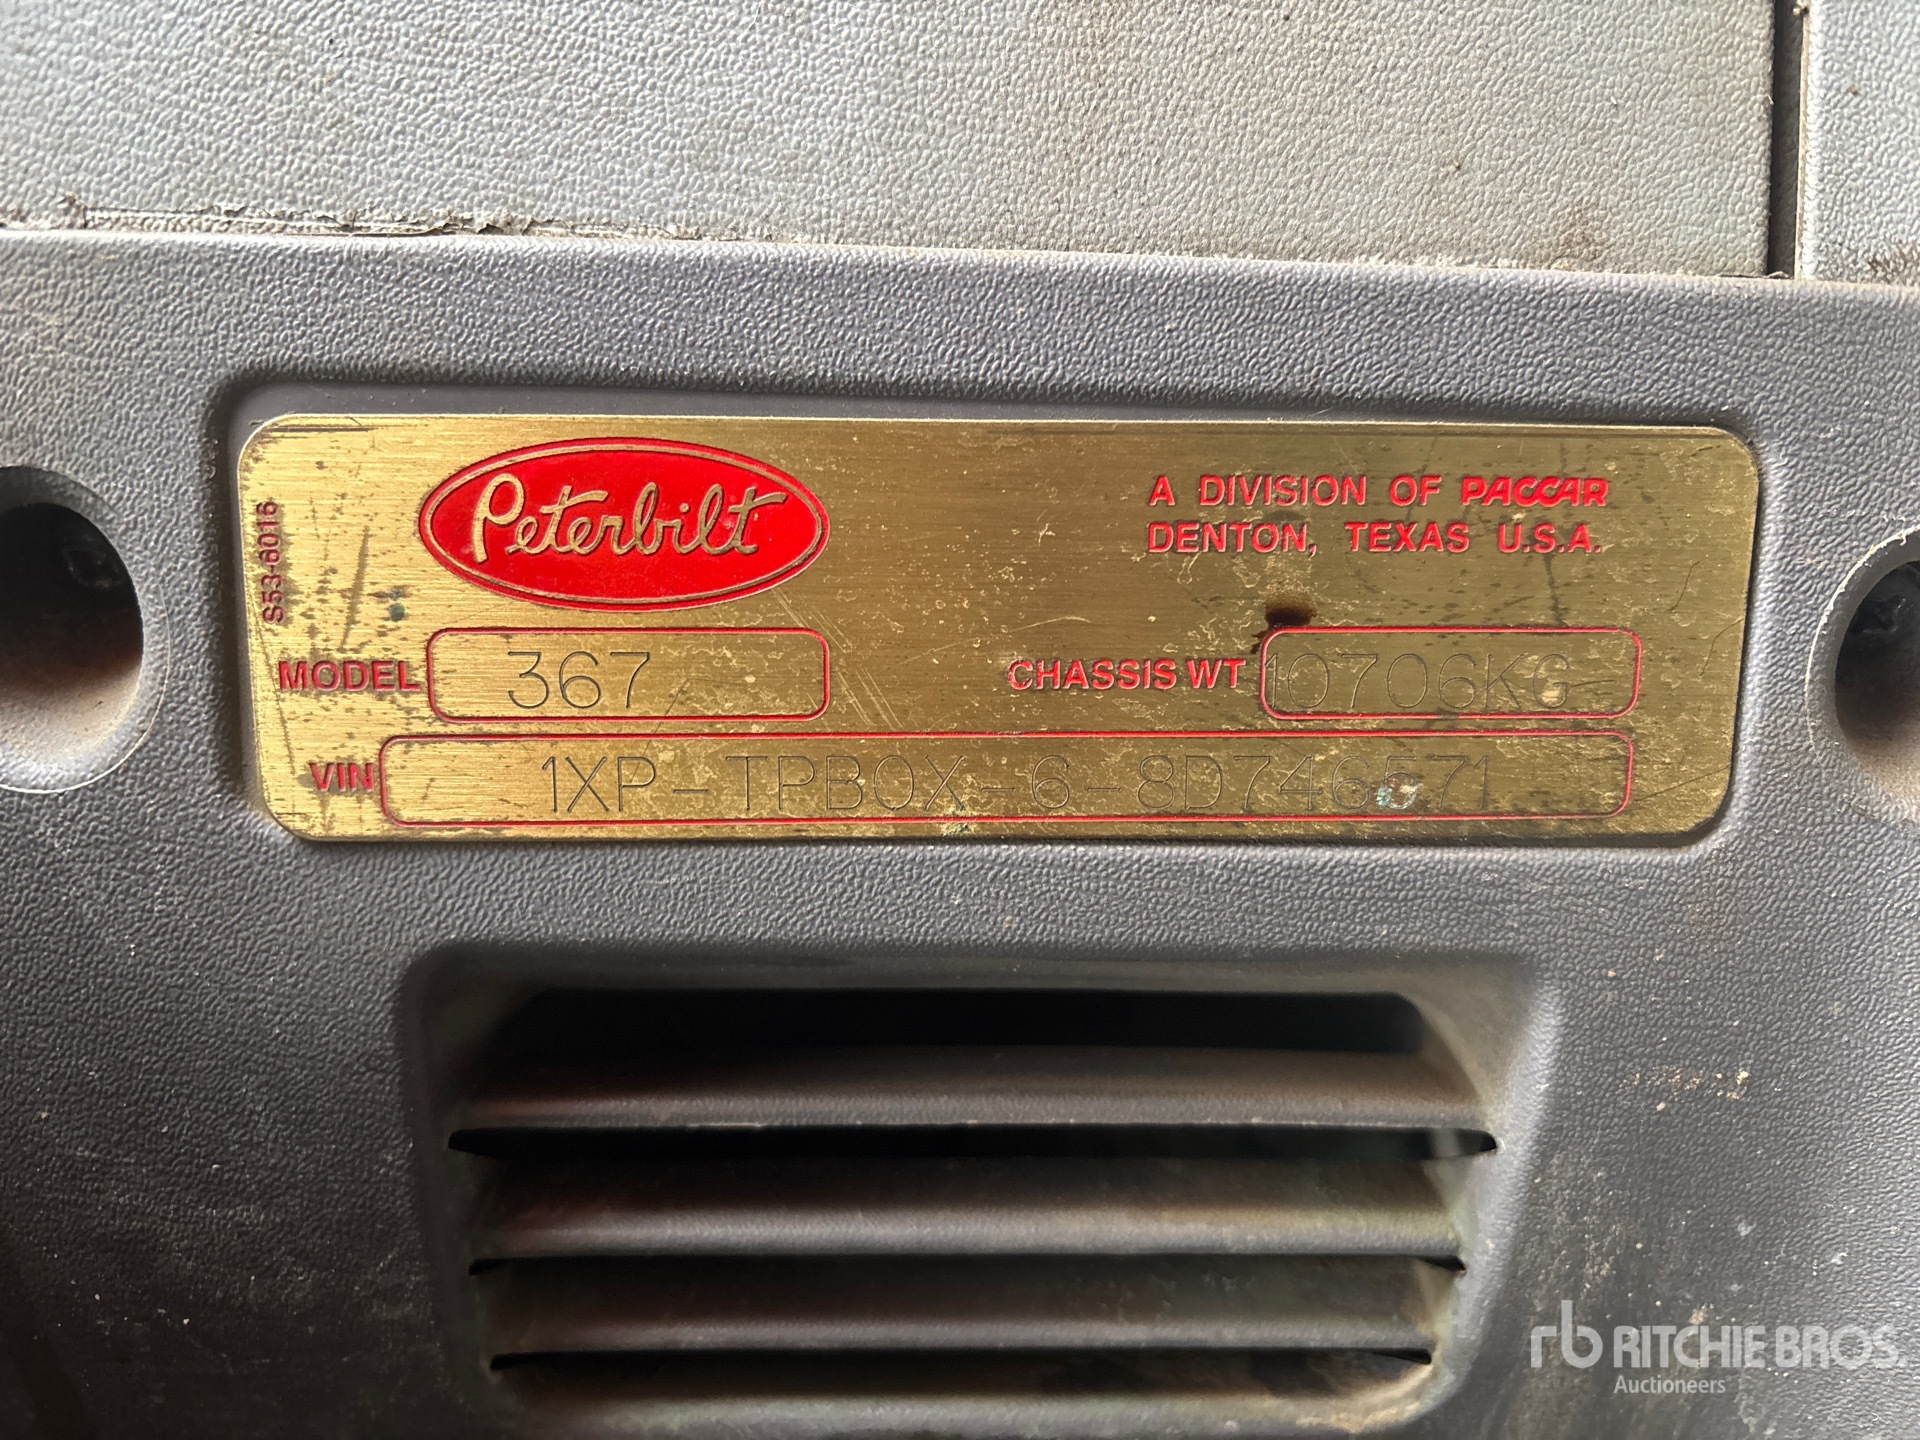 Peterbilt
A DIVISION OF PACCAR
DENTON, TEXAS U.S.A.
S53-6016
MODEL 367
CHASSIS WT 10706KG
VIN 1XP-TPB0X-6-8D746571
rb RITCHIE BROS.
Auctioneers